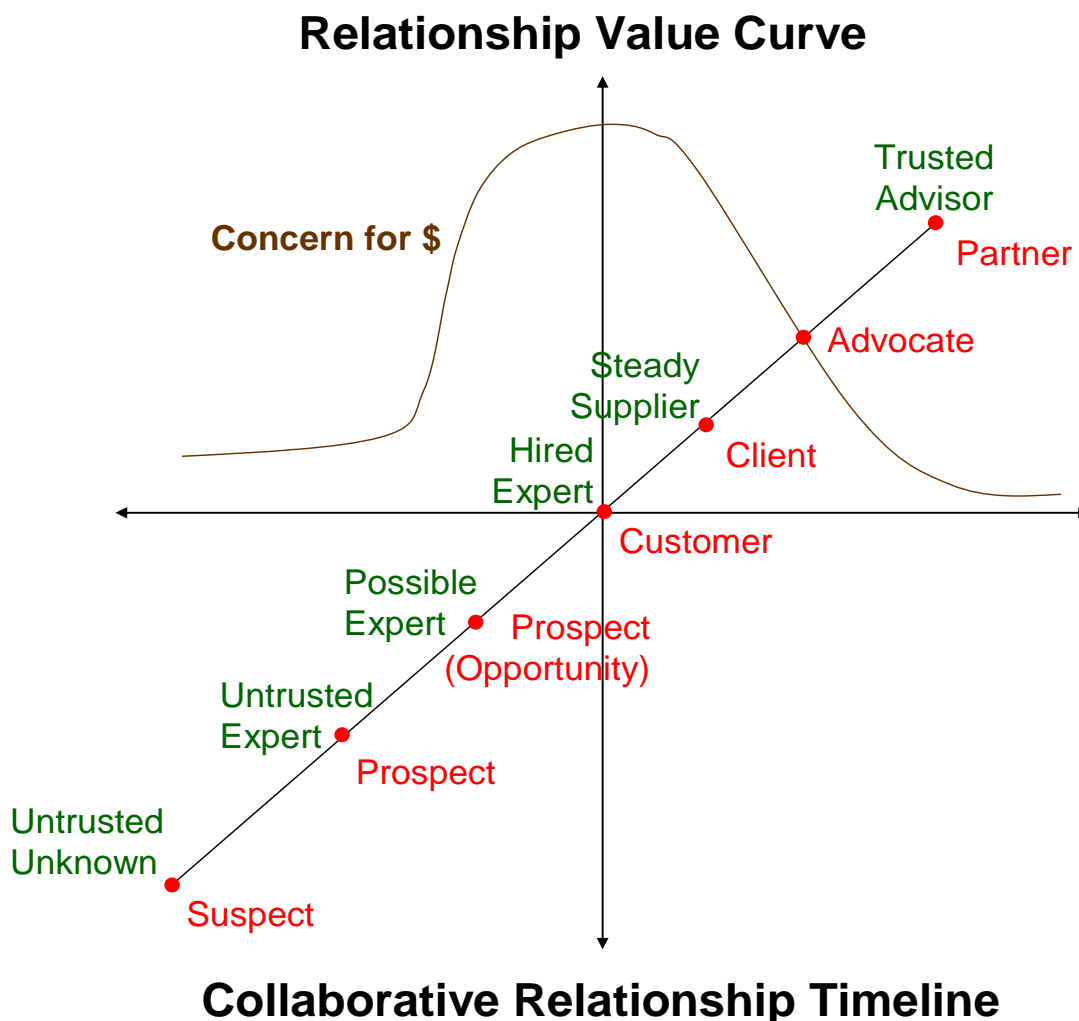 Relationship Value Curve
Trusted
Advisor
Concern for $
Partner
Advocate
Steady
Supplier
Client
Hired
Expert
Customer
Possible
Expert
Prospect
(Opportunity)
Untrusted
Expert
Prospect
Untrusted
Unknown
Suspect
Collaborative Relationship Timeline